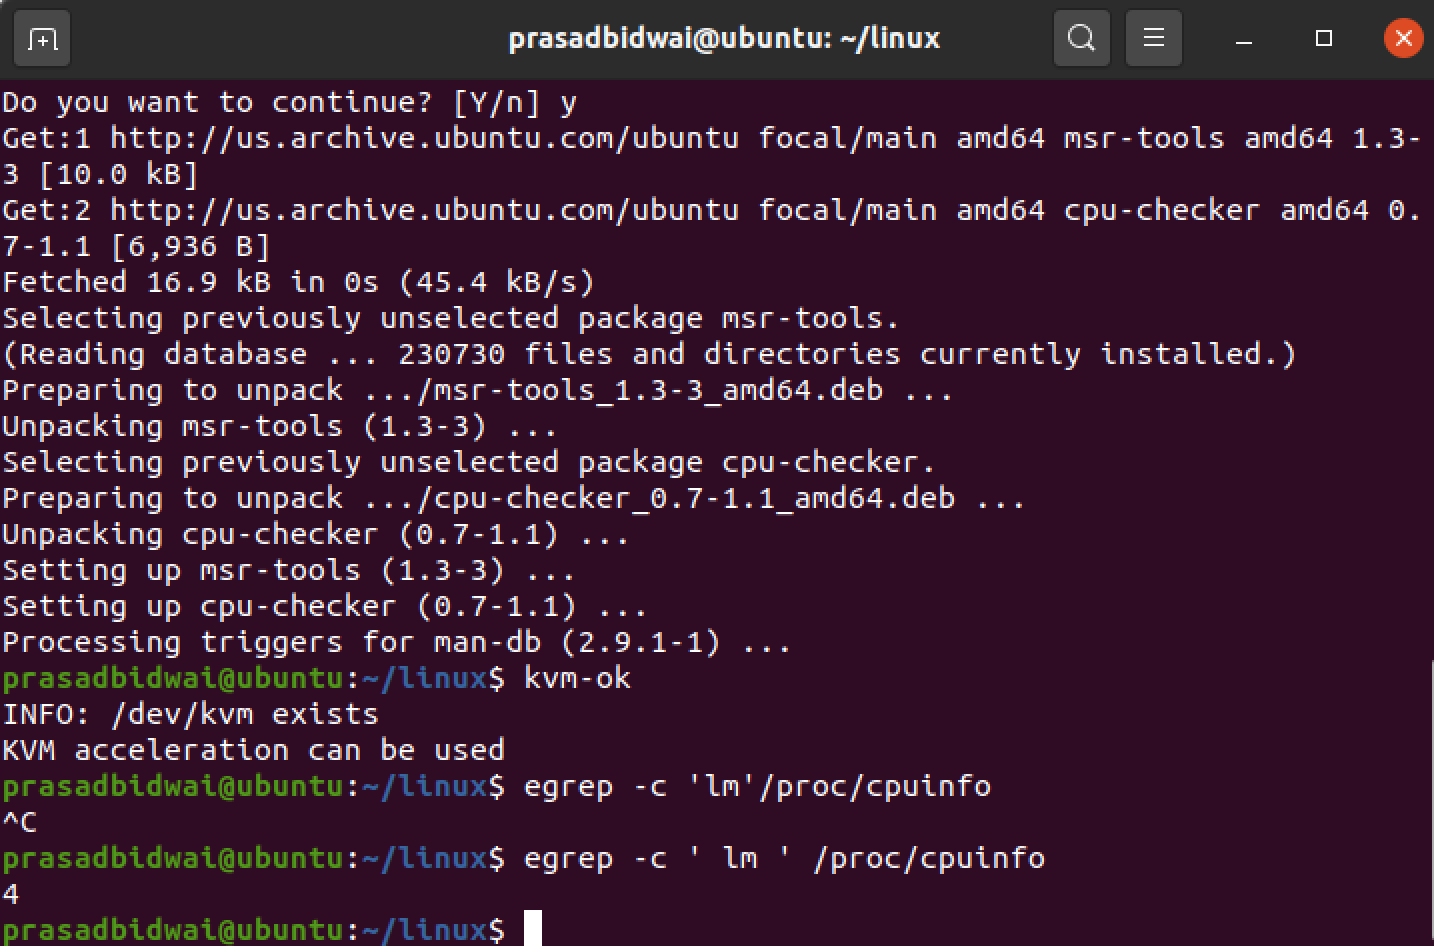 prasadbidwai@ubuntu: ~/linux
Do you want to continue? [Y/n] y
Get:1 http://us.archive.ubuntu.com/ubuntu focal/main amd64 msr-tools amd64 1.3-
3 [10.0 kB]
Get:2 http://us.archive.ubuntu.com/ubuntu focal/main amd64 cpu-checker amd64 0.
7-1.1 [6,936 B]
Fetched 16.9 kB in 0s (45.4 kB/s)
Selecting previously unselected package msr-tools.
(Reading database ... 230730 files and directories currently installed.)
Preparing to unpack .../msr-tools_1.3-3_amd64.deb ...
Unpacking msr-tools (1.3-3) ...
Selecting previously unselected package cpu-checker.
Preparing to unpack .../cpu-checker_0.7-1.1_amd64.deb ...
Unpacking cpu-checker (0.7-1.1) ...
Setting up msr-tools (1.3-3) ...
Setting up cpu-checker (0.7-1.1) ...
Processing triggers for man-db (2.9.1-1) ...
prasadbidwai@ubuntu:~/linux$ kvm-ok
INFO: /dev/kvm exists
KVM acceleration can be used
prasadbidwai@ubuntu:~/linux$ egrep -c 'lm'/proc/cpuinfo
^C
prasadbidwai@ubuntu:~/linux$ egrep -c ' lm ' /proc/cpuinfo
4
prasadbidwai@ubuntu:~/linux$